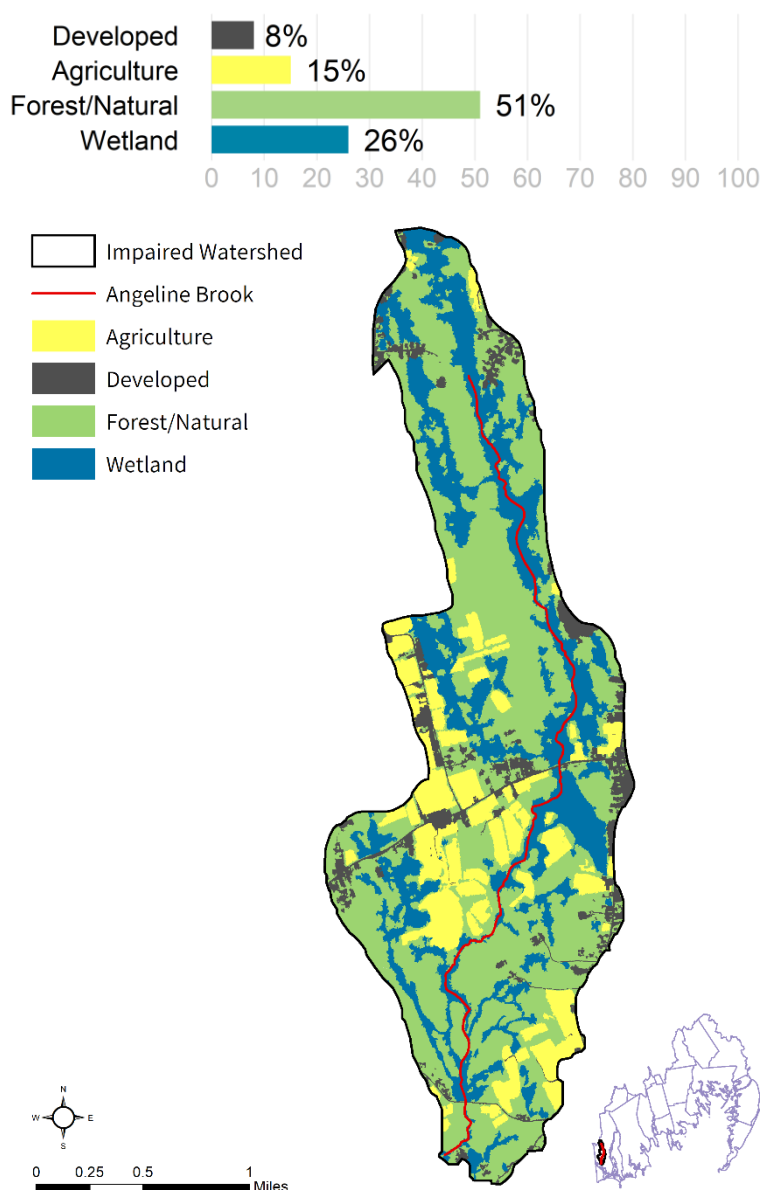 Developed 8%
Agriculture 15%
Forest/Natural 51%
Wetland 26%
0 10 20 30 40 50 60 70 80 90 100
Impaired Watershed
Angeline Brook
Agriculture
Developed
Forest/Natural
Wetland
N
W E
S
0 0.25 0.5 1
Miles